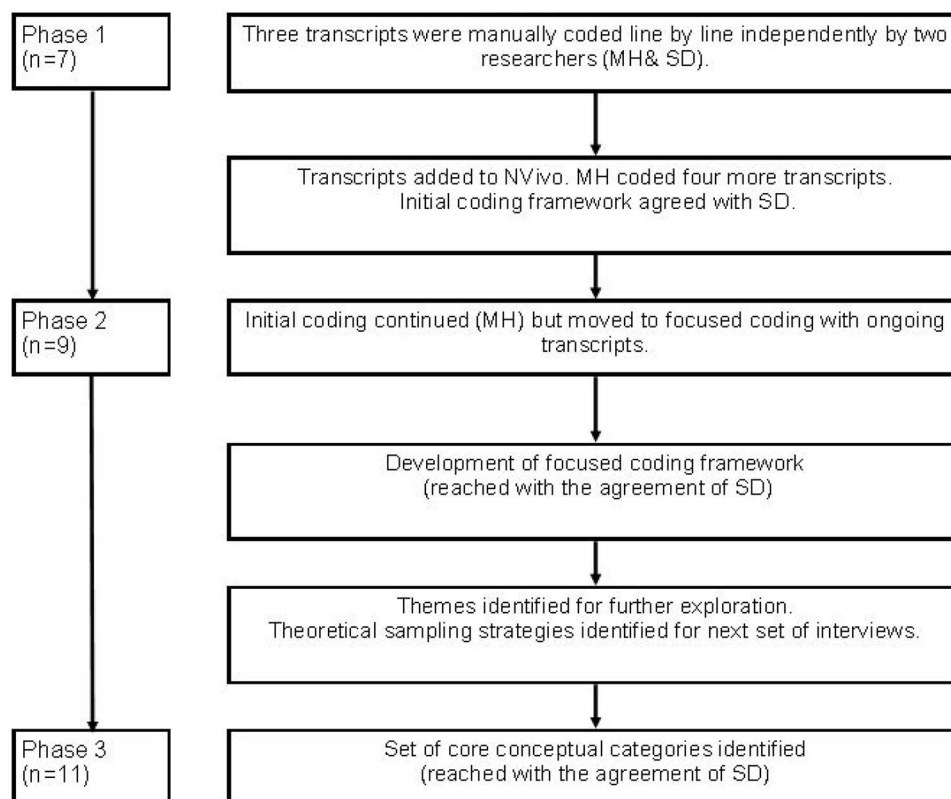 Phase 1
(n=7)
Three transcripts were manually coded line by line independently by two
researchers (MH& SD).
Transcripts added to NVivo. MH coded four more transcripts.
Initial coding framework agreed with SD.
Phase 2
(n=9)
Initial coding continued (MH) but moved to focused coding with ongoing
transcripts.
Development of focused coding framework
(reached with the agreement of SD)
Themes identified for further exploration.
Theoretical sampling strategies identified for next set of interviews.
Phase 3
(n=11)
Set of core conceptual categories identified
(reached with the agreement of SD)